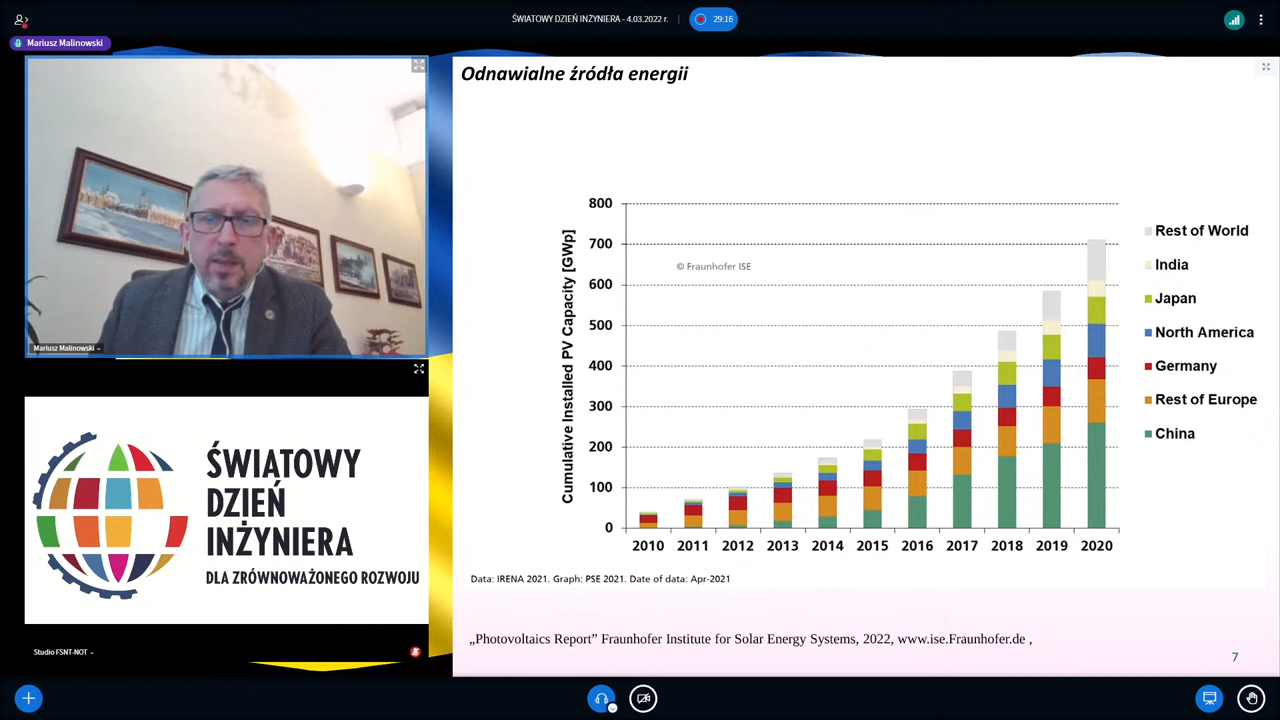 ŚWIATOWY DZIEŃ INŻYNIERA - 4.03.2022 r.
29:16
Mariusz Malinowski
Mariusz Malinowski
ŚWIATOWY
DZIEŃ
INŻYNIERA
DLA ZRÓWNOWAŻONEGO ROZWOJU
Studio FSNT-NOT
Odnawialne źródła energii
Cumulative Installed PV Capacity [GWp]
800
700
600
500
400
300
200
100
0
© Fraunhofer ISE
2010 2011 2012 2013 2014 2015 2016 2017 2018 2019 2020
Rest of World
India
Japan
North America
Germany
Rest of Europe
China
Data: IRENA 2021. Graph: PSE 2021. Date of data: Apr-2021
„Photovoltaics Report” Fraunhofer Institute for Solar Energy Systems, 2022, www.ise.Fraunhofer.de ,
7